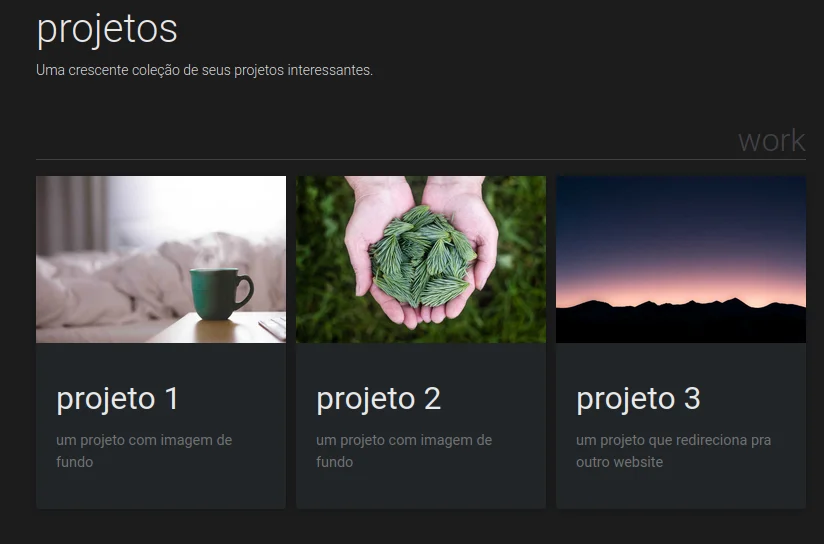 projetos
Uma crescente coleção de seus projetos interessantes.
work
projeto 1
um projeto com imagem de
fundo
projeto 2
um projeto com imagem de
fundo
projeto 3
um projeto que redireciona pra
outro website